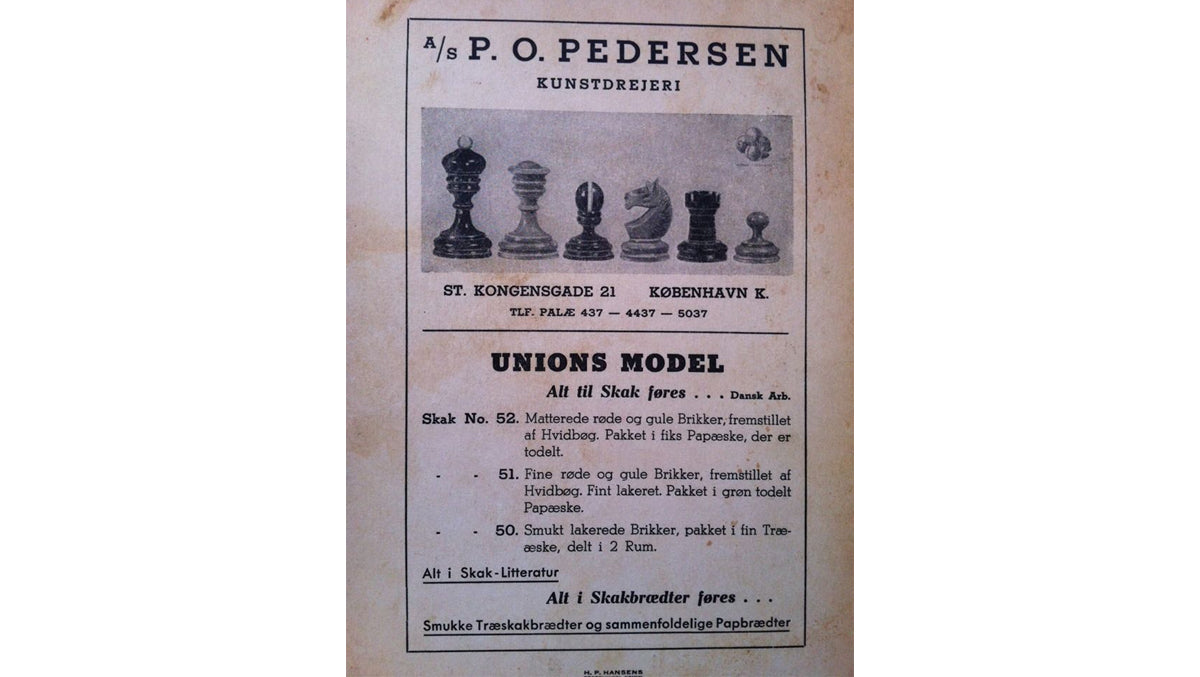 A/S P. O. PEDERSEN
KUNSTDREJERI
ST. KONGENSGADE 21 KØBENHAVN K.
TLF. PALÆ 437 — 4437 — 5037
UNIONS MODEL
Alt til Skak føres . . . Dansk Arb.
Skak No. 52. Matterede røde og gule Brikker, fremstillet
af Hvidbøg. Pakket i fiks Papæske, der er
todelt.
- - 51. Fine røde og gule Brikker, fremstillet af
Hvidbøg. Fint lakeret. Pakket i grøn todelt
Papæske.
- - 50. Smukt lakerede Brikker, pakket i fin Træ-
æske, delt i 2 Rum.
Alt i Skak-Litteratur
Alt i Skakbrædter føres . . .
Smukke Træskakbrædter og sammenfoldelige Papbrædter
H. P. HANSENS